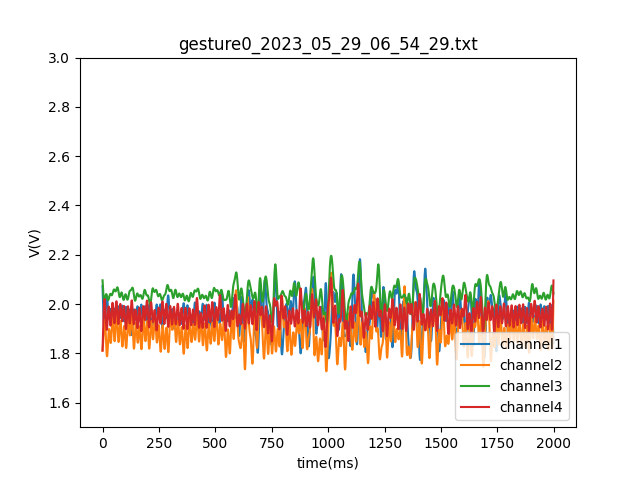 gesture0_2023_05_29_06_54_29.txt
V(V)
3.0
2.8
2.6
2.4
2.2
2.0
1.8
1.6
channel1
channel2
channel3
channel4
0 250 500 750 1000 1250 1500 1750 2000
time(ms)